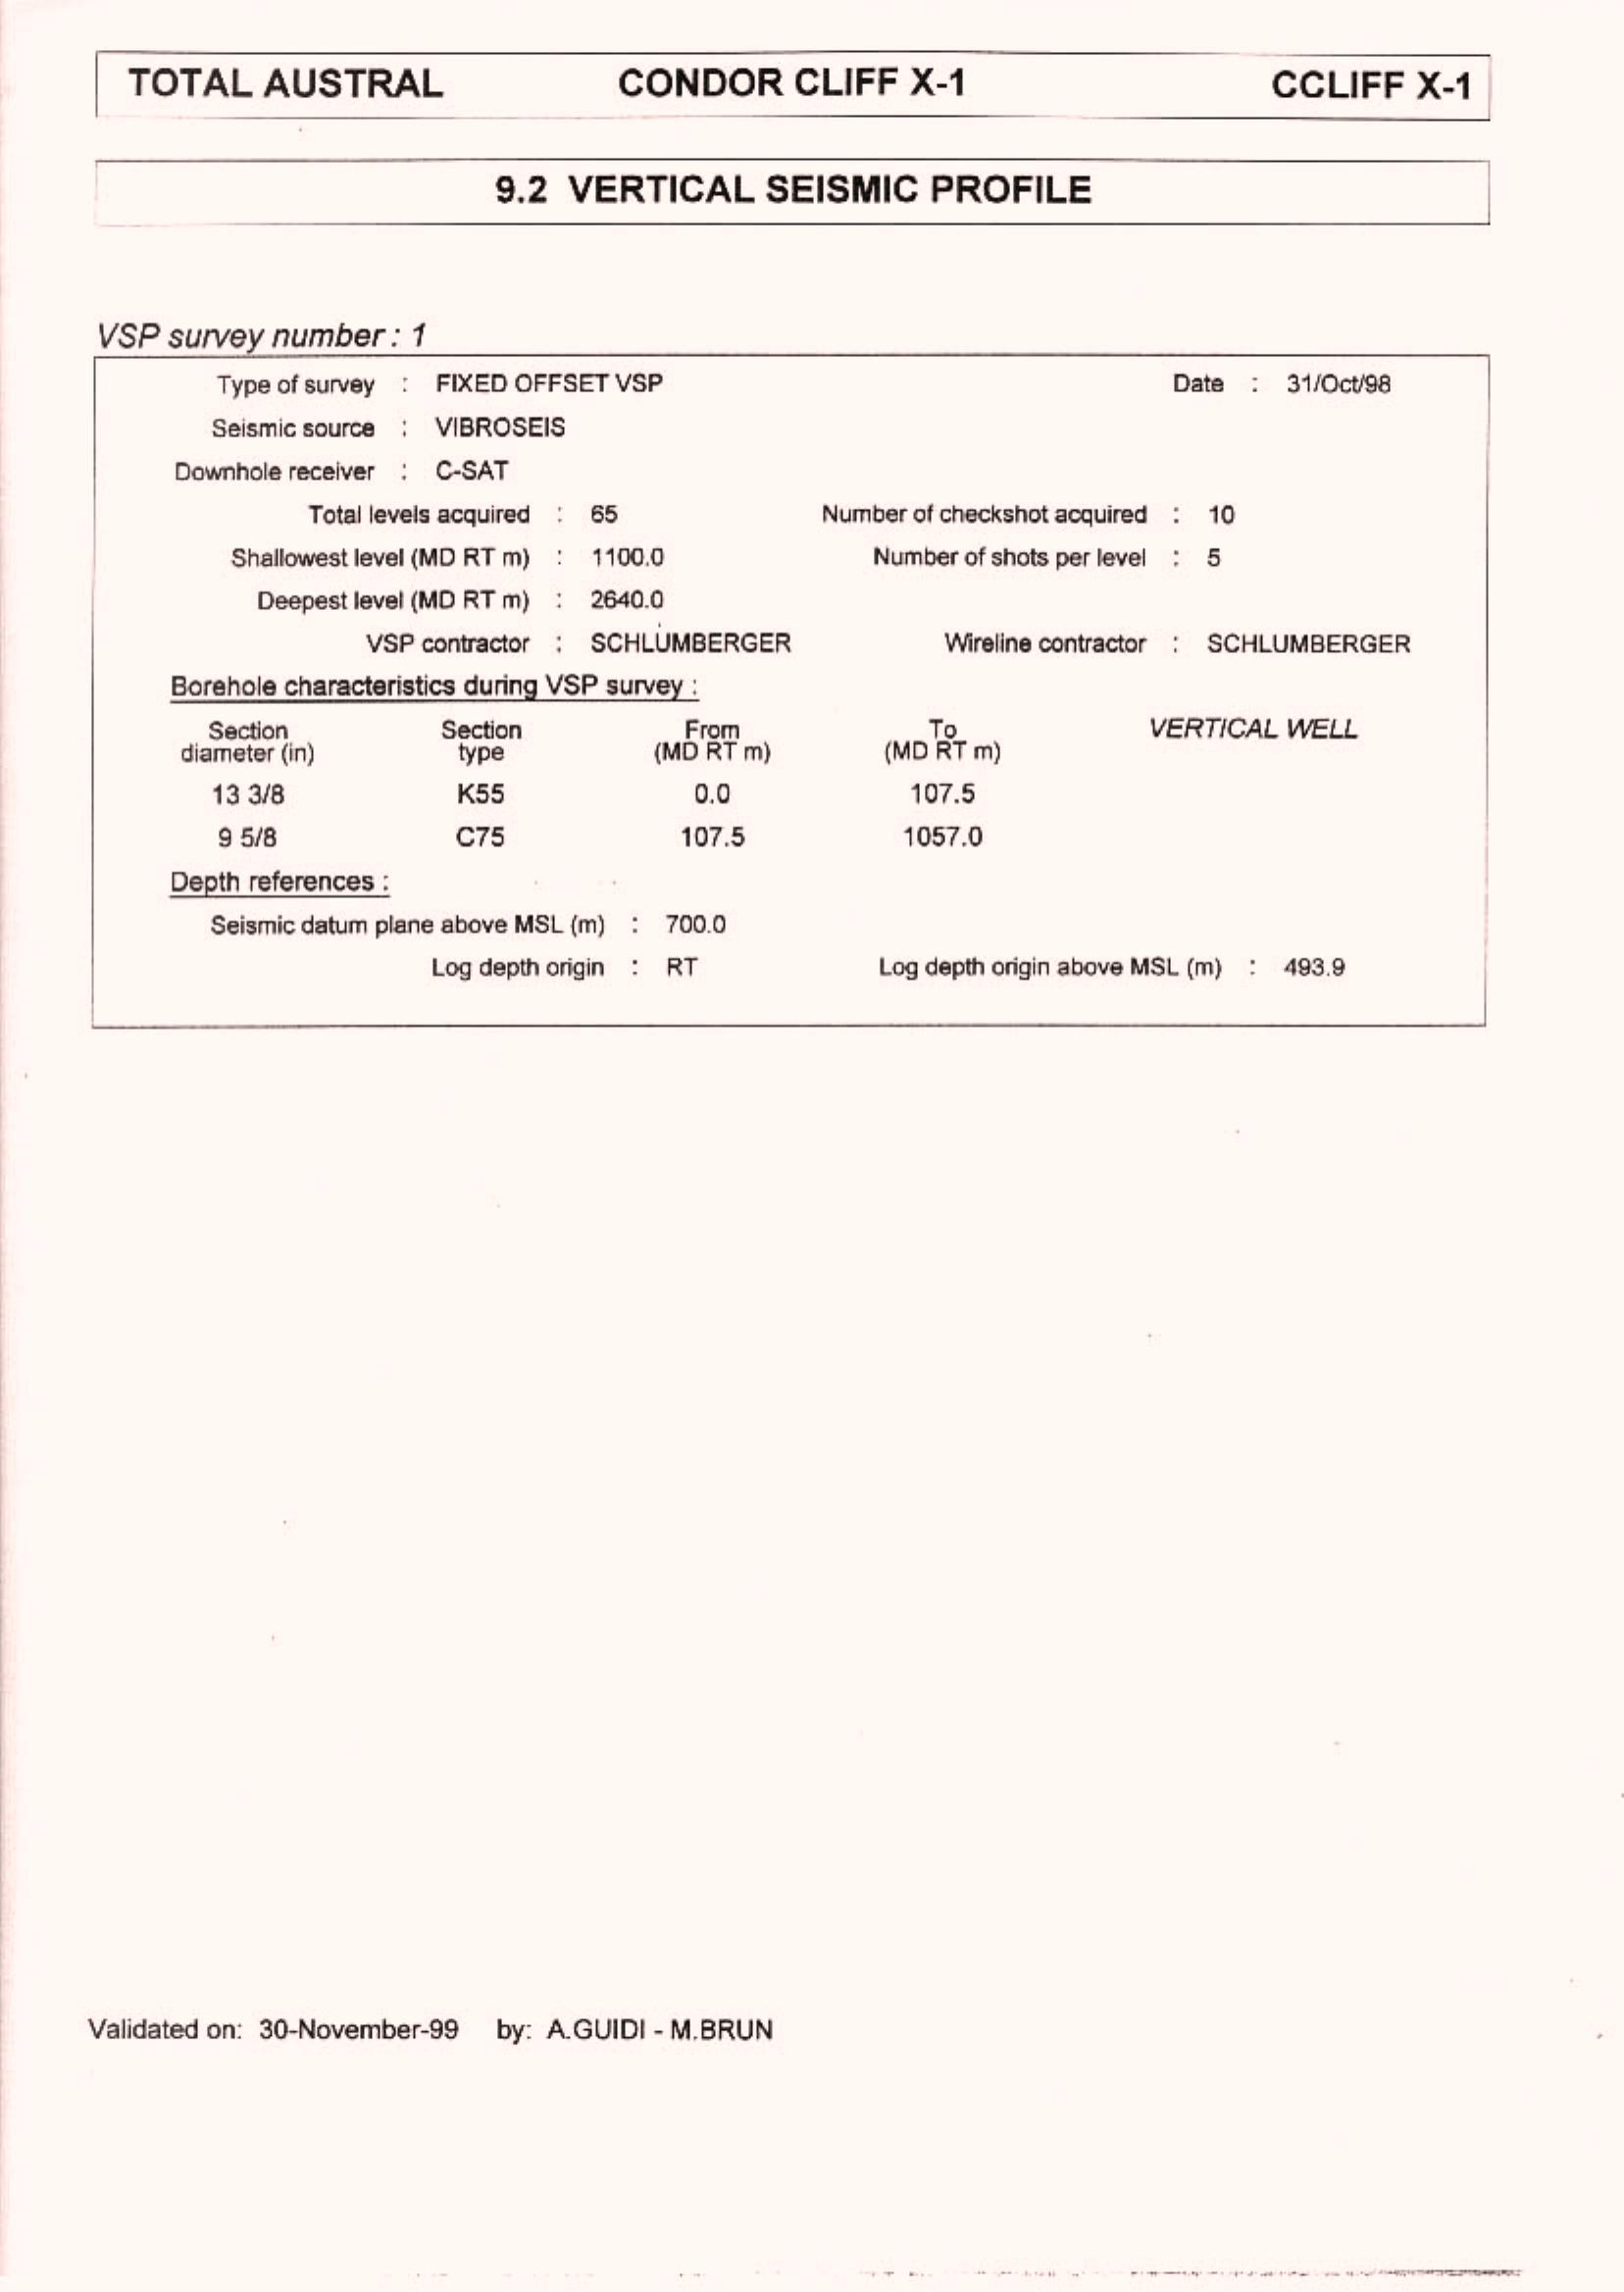 TOTAL AUSTRAL CONDOR CLIFF X-1 CCLIFF X-1
9.2 VERTICAL SEISMIC PROFILE
VSP survey number : 1
Type of survey : FIXED OFFSET VSP Date : 31/Oct/98
Seismic source : VIBROSEIS
Downhole receiver : C-SAT
Total levels acquired : 65 Number of checkshot acquired : 10
Shallowest level (MD RT m) : 1100.0 Number of shots per level : 5
Deepest level (MD RT m) : 2640.0
VSP contractor : SCHLUMBERGER Wireline contractor : SCHLUMBERGER
Borehole characteristics during VSP survey :
Section Section From To VERTICAL WELL
diameter (in) type (MD RT m) (MD RT m)
13 3/8 K55 0.0 107.5
9 5/8 C75 107.5 1057.0
Depth references :
Seismic datum plane above MSL (m) : 700.0
Log depth origin : RT Log depth origin above MSL (m) : 493.9
Validated on: 30-November-99 by: A.GUIDI - M.BRUN